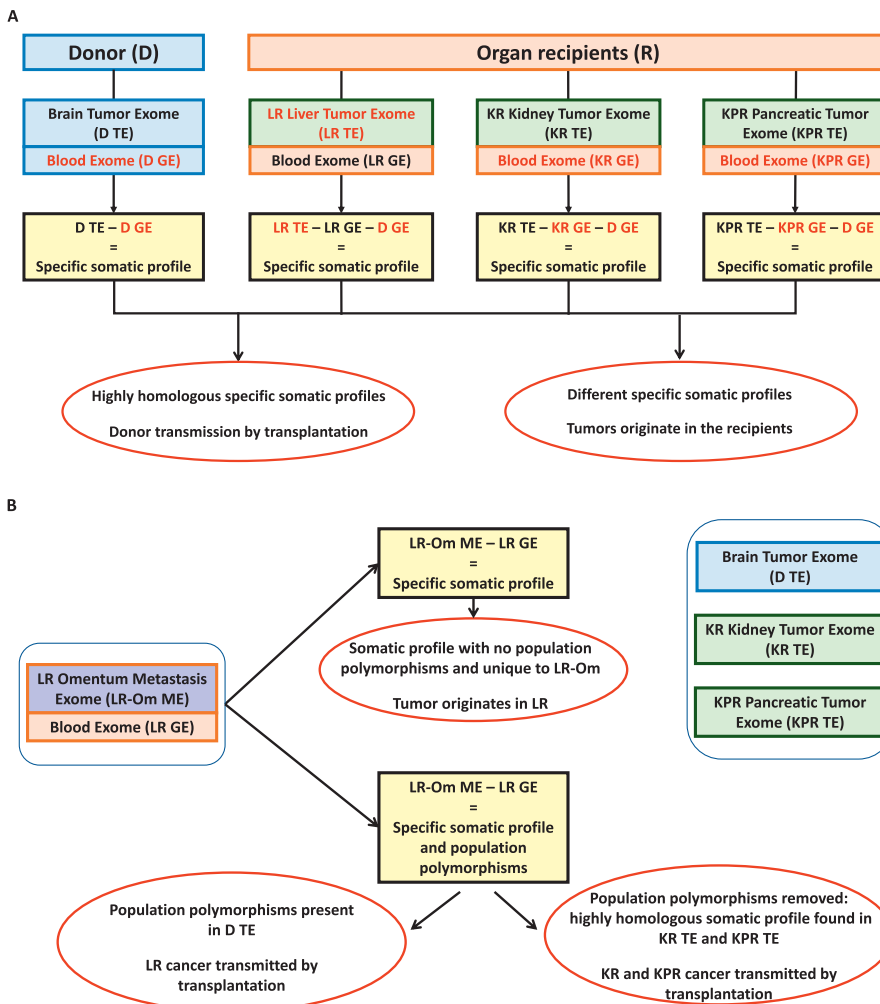 A
Donor (D)
Organ recipients (R)
Brain Tumor Exome
(D TE)
Blood Exome (D GE)
LR Liver Tumor Exome
(LR TE)
Blood Exome (LR GE)
KR Kidney Tumor Exome
(KR TE)
Blood Exome (KR GE)
KPR Pancreatic Tumor
Exome (KPR TE)
Blood Exome (KPR GE)
D TE – D GE
=
Specific somatic profile
LR TE – LR GE – D GE
=
Specific somatic profile
KR TE – KR GE – D GE
=
Specific somatic profile
KPR TE – KPR GE – D GE
=
Specific somatic profile
Highly homologous specific somatic profiles
Donor transmission by transplantation
Different specific somatic profiles
Tumors originate in the recipients
B
LR-Om ME – LR GE
=
Specific somatic profile
Somatic profile with no population
polymorphisms and unique to LR-Om
Tumor originates in LR
LR Omentum Metastasis
Exome (LR-Om ME)
Blood Exome (LR GE)
Brain Tumor Exome
(D TE)
KR Kidney Tumor Exome
(KR TE)
KPR Pancreatic Tumor
Exome (KPR TE)
LR-Om ME – LR GE
=
Specific somatic profile
and population
polymorphisms
Population polymorphisms present
in D TE
LR cancer transmitted by
transplantation
Population polymorphisms removed:
highly homologous somatic profile found in
KR TE and KPR TE
KR and KPR cancer transmitted by
transplantation